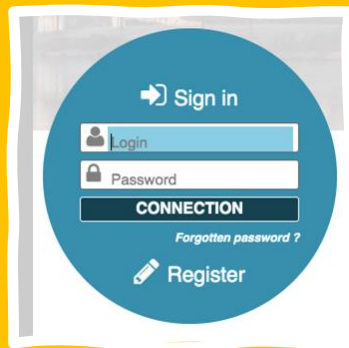 Sign in
Login
Password
CONNECTION
Forgotten password ?
Register